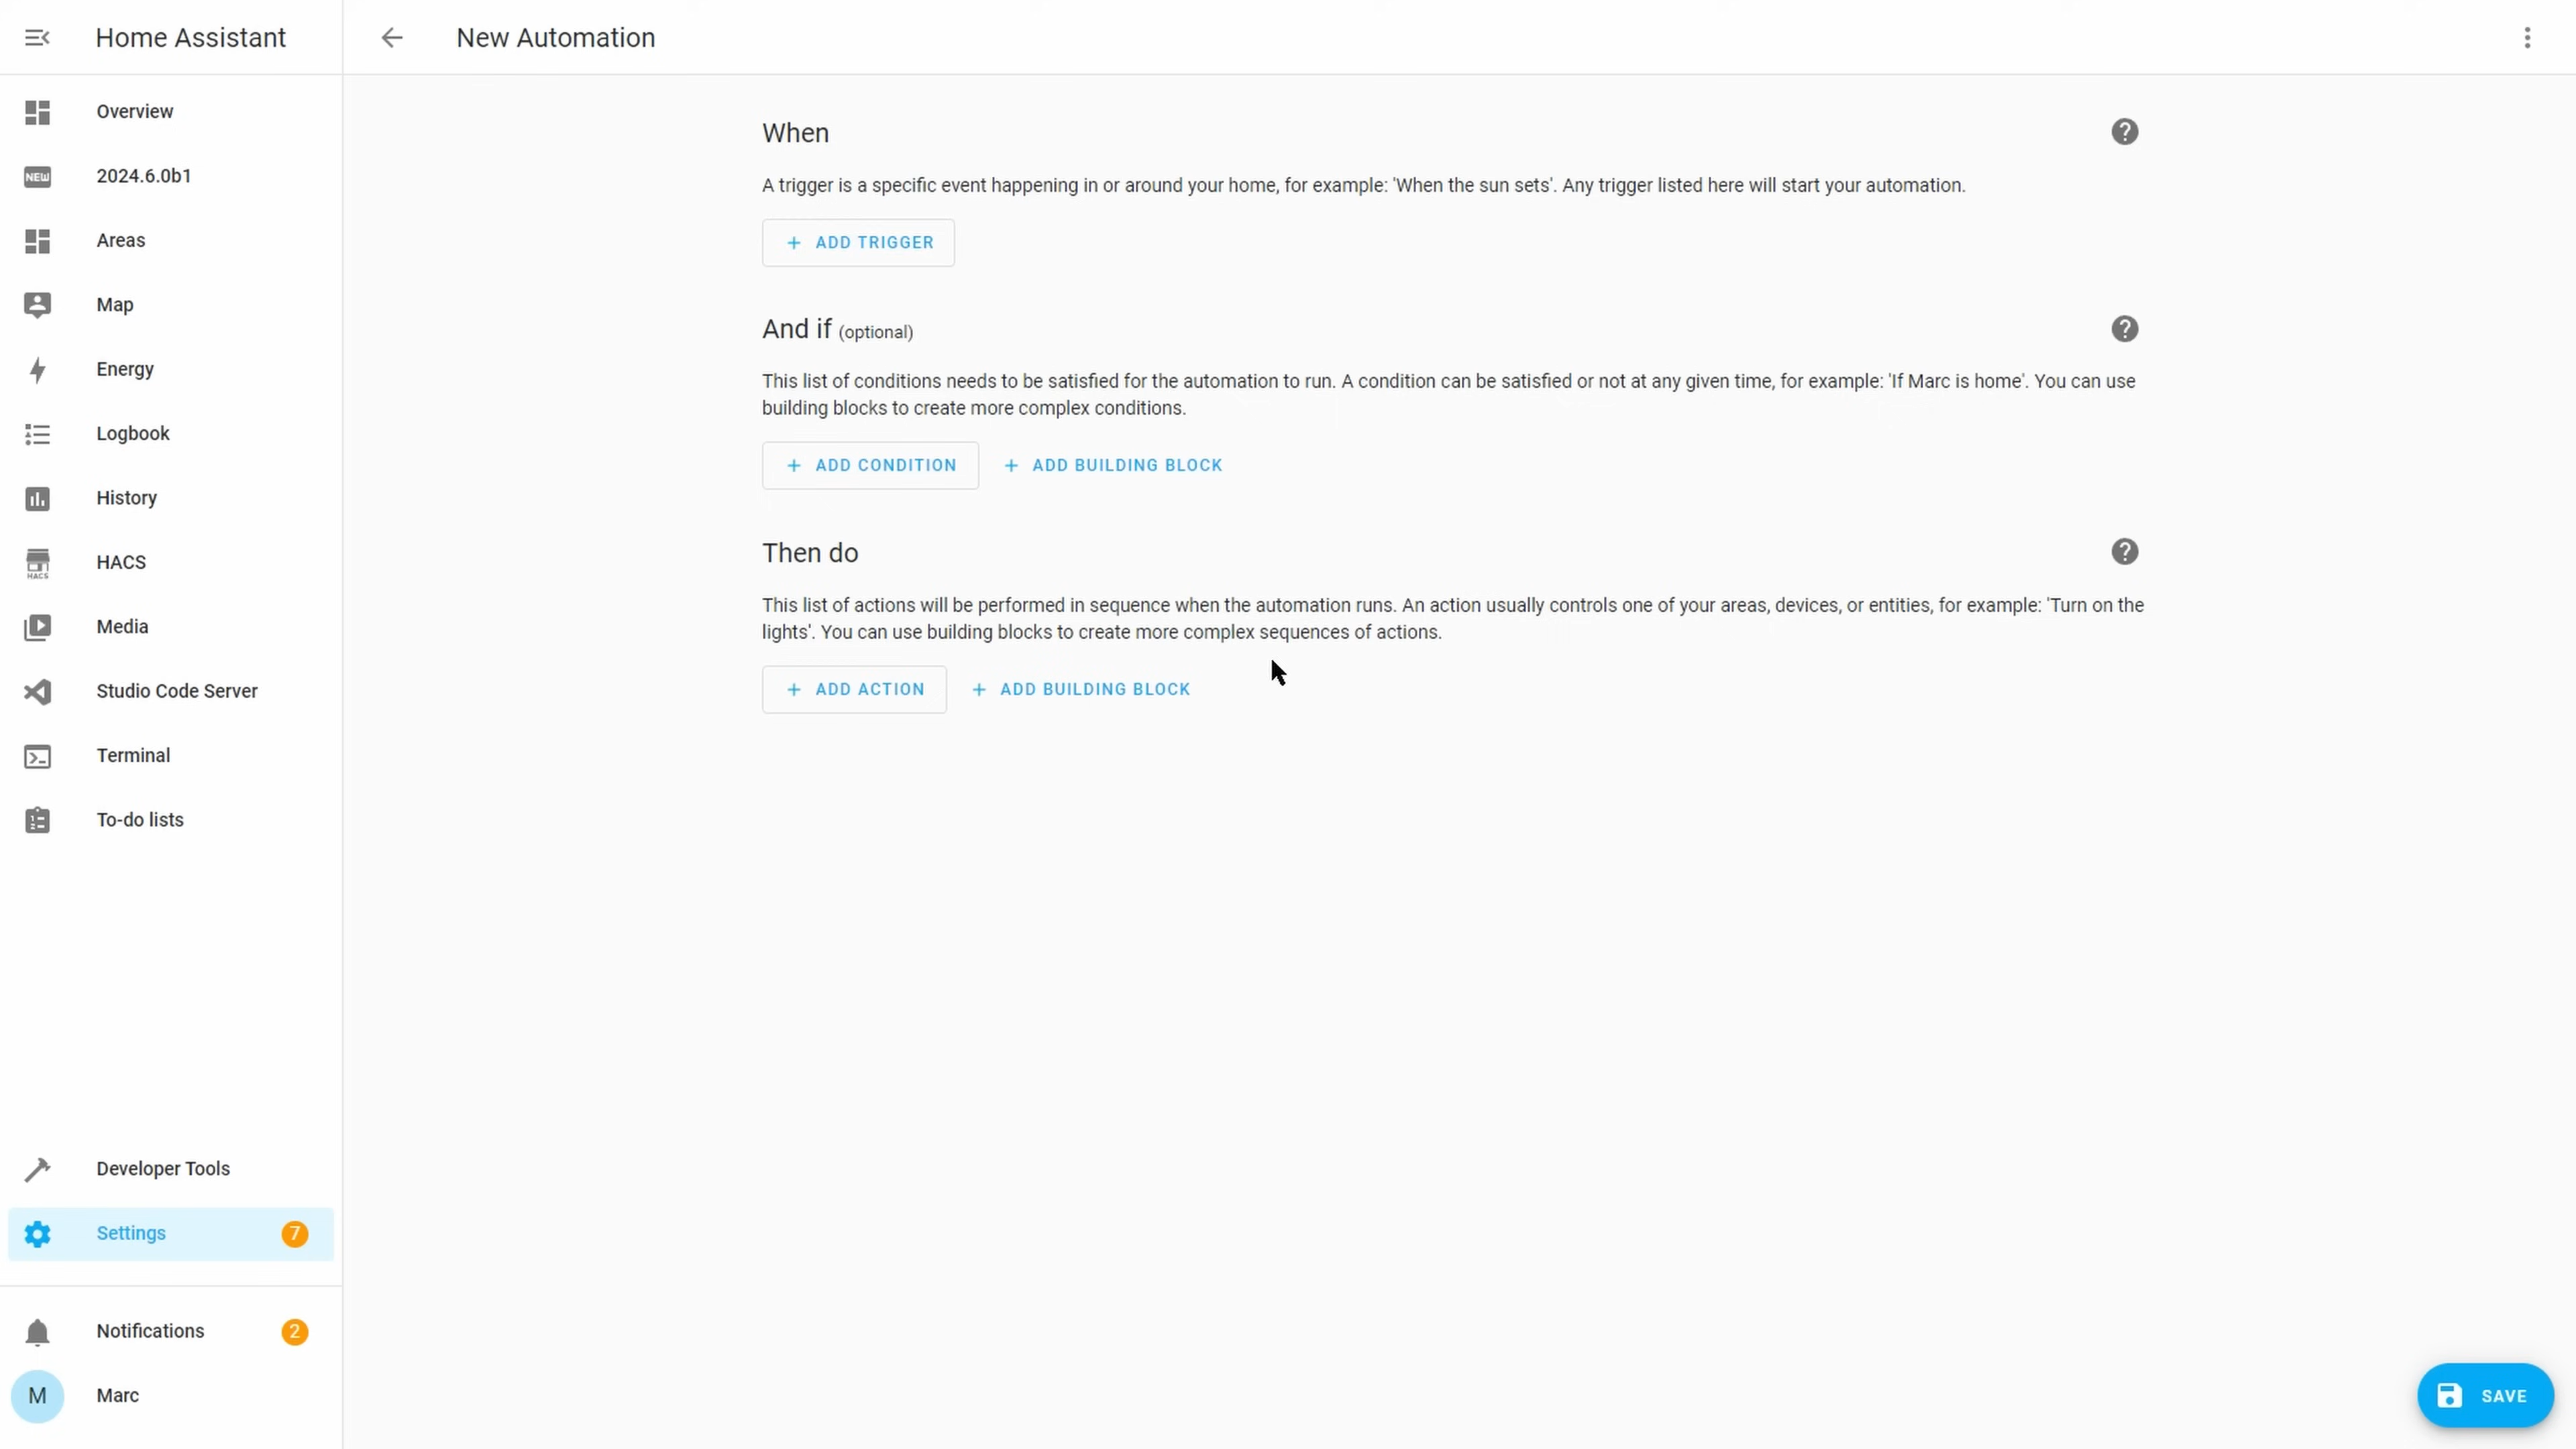 Home Assistant
New Automation
Overview
NEW
2024.6.0b1
Areas
Map
Energy
Logbook
History
HACS
HACS
Media
Studio Code Server
Terminal
To-do lists
Developer Tools
Settings
7
Notifications
2
M
Marc
When
?
A trigger is a specific event happening in or around your home, for example: 'When the sun sets'. Any trigger listed here will start your automation.
+ ADD TRIGGER
And if (optional)
?
This list of conditions needs to be satisfied for the automation to run. A condition can be satisfied or not at any given time, for example: 'If Marc is home'. You can use
building blocks to create more complex conditions.
+ ADD CONDITION + ADD BUILDING BLOCK
Then do
?
This list of actions will be performed in sequence when the automation runs. An action usually controls one of your areas, devices, or entities, for example: 'Turn on the
lights'. You can use building blocks to create more complex sequences of actions.
+ ADD ACTION + ADD BUILDING BLOCK
SAVE